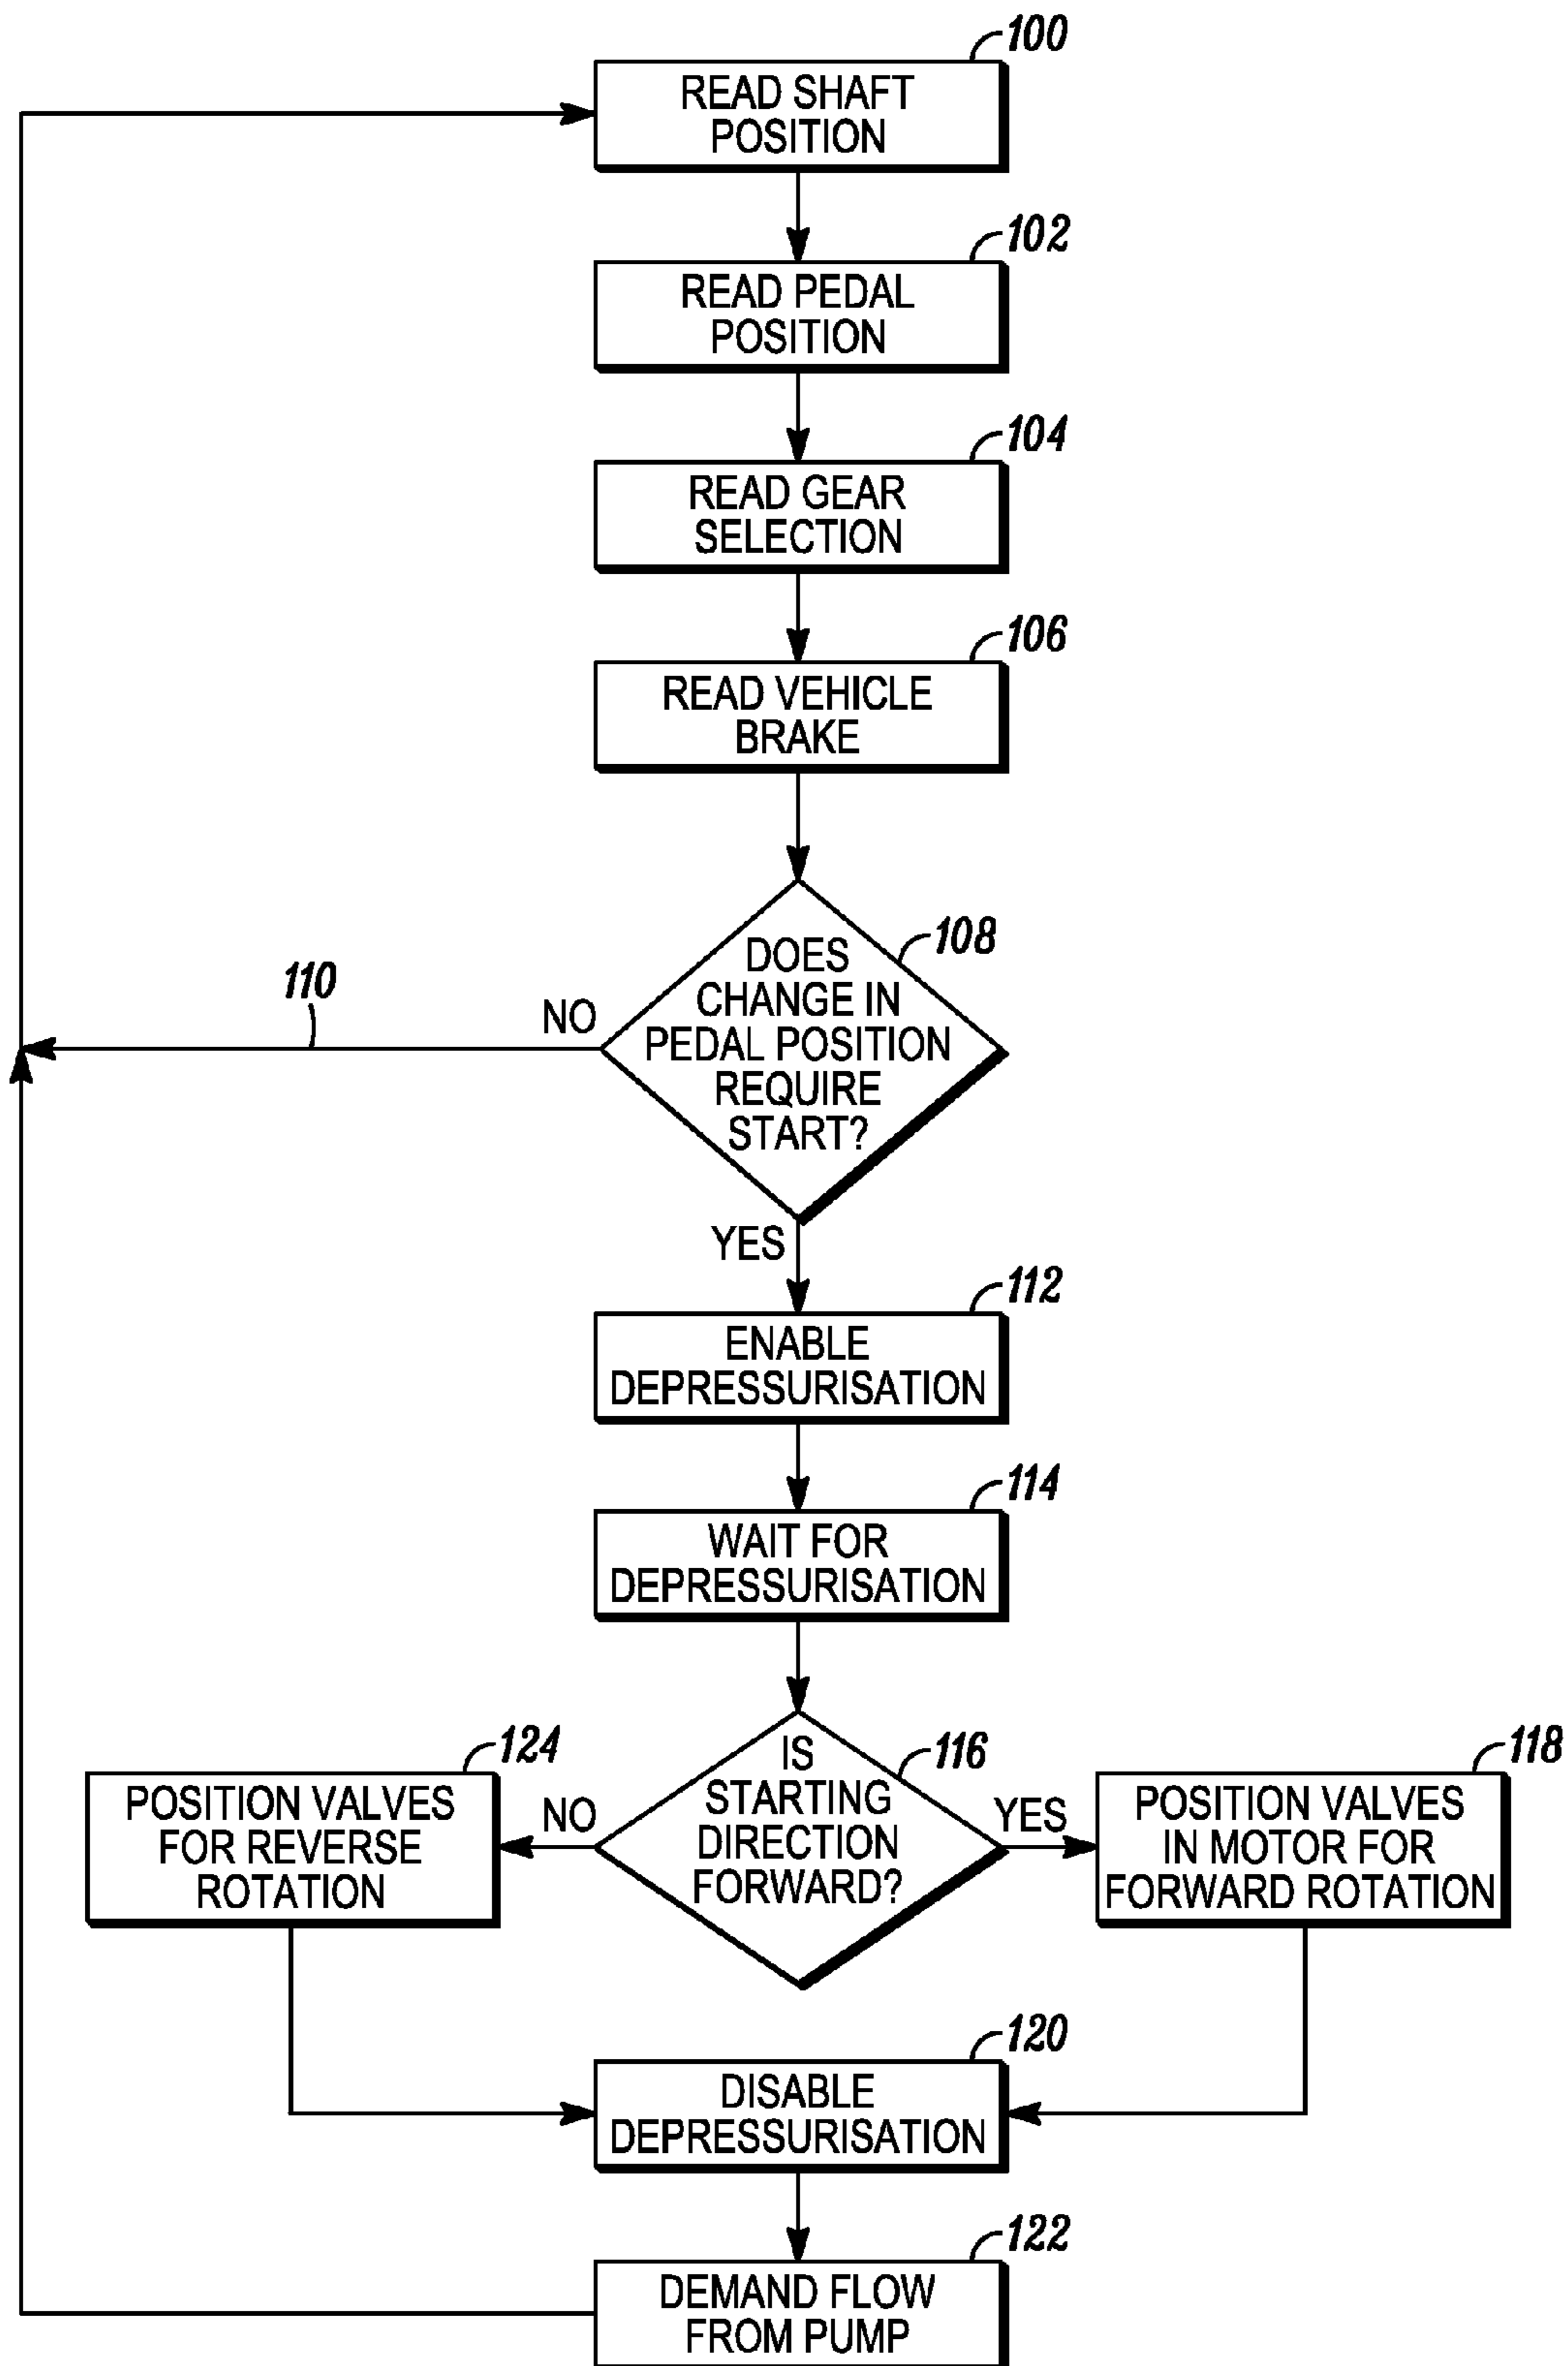 100
READ SHAFT
POSITION
102
READ PEDAL
POSITION
104
READ GEAR
SELECTION
106
READ VEHICLE
BRAKE
108
DOES
CHANGE IN
PEDAL POSITION
REQUIRE
START?
110
NO
YES
112
ENABLE
DEPRESSURISATION
114
WAIT FOR
DEPRESSURISATION
116
IS
STARTING
DIRECTION
FORWARD?
NO
YES
124
POSITION VALVES
FOR REVERSE
ROTATION
118
POSITION VALVES
IN MOTOR FOR
FORWARD ROTATION
120
DISABLE
DEPRESSURISATION
122
DEMAND FLOW
FROM PUMP